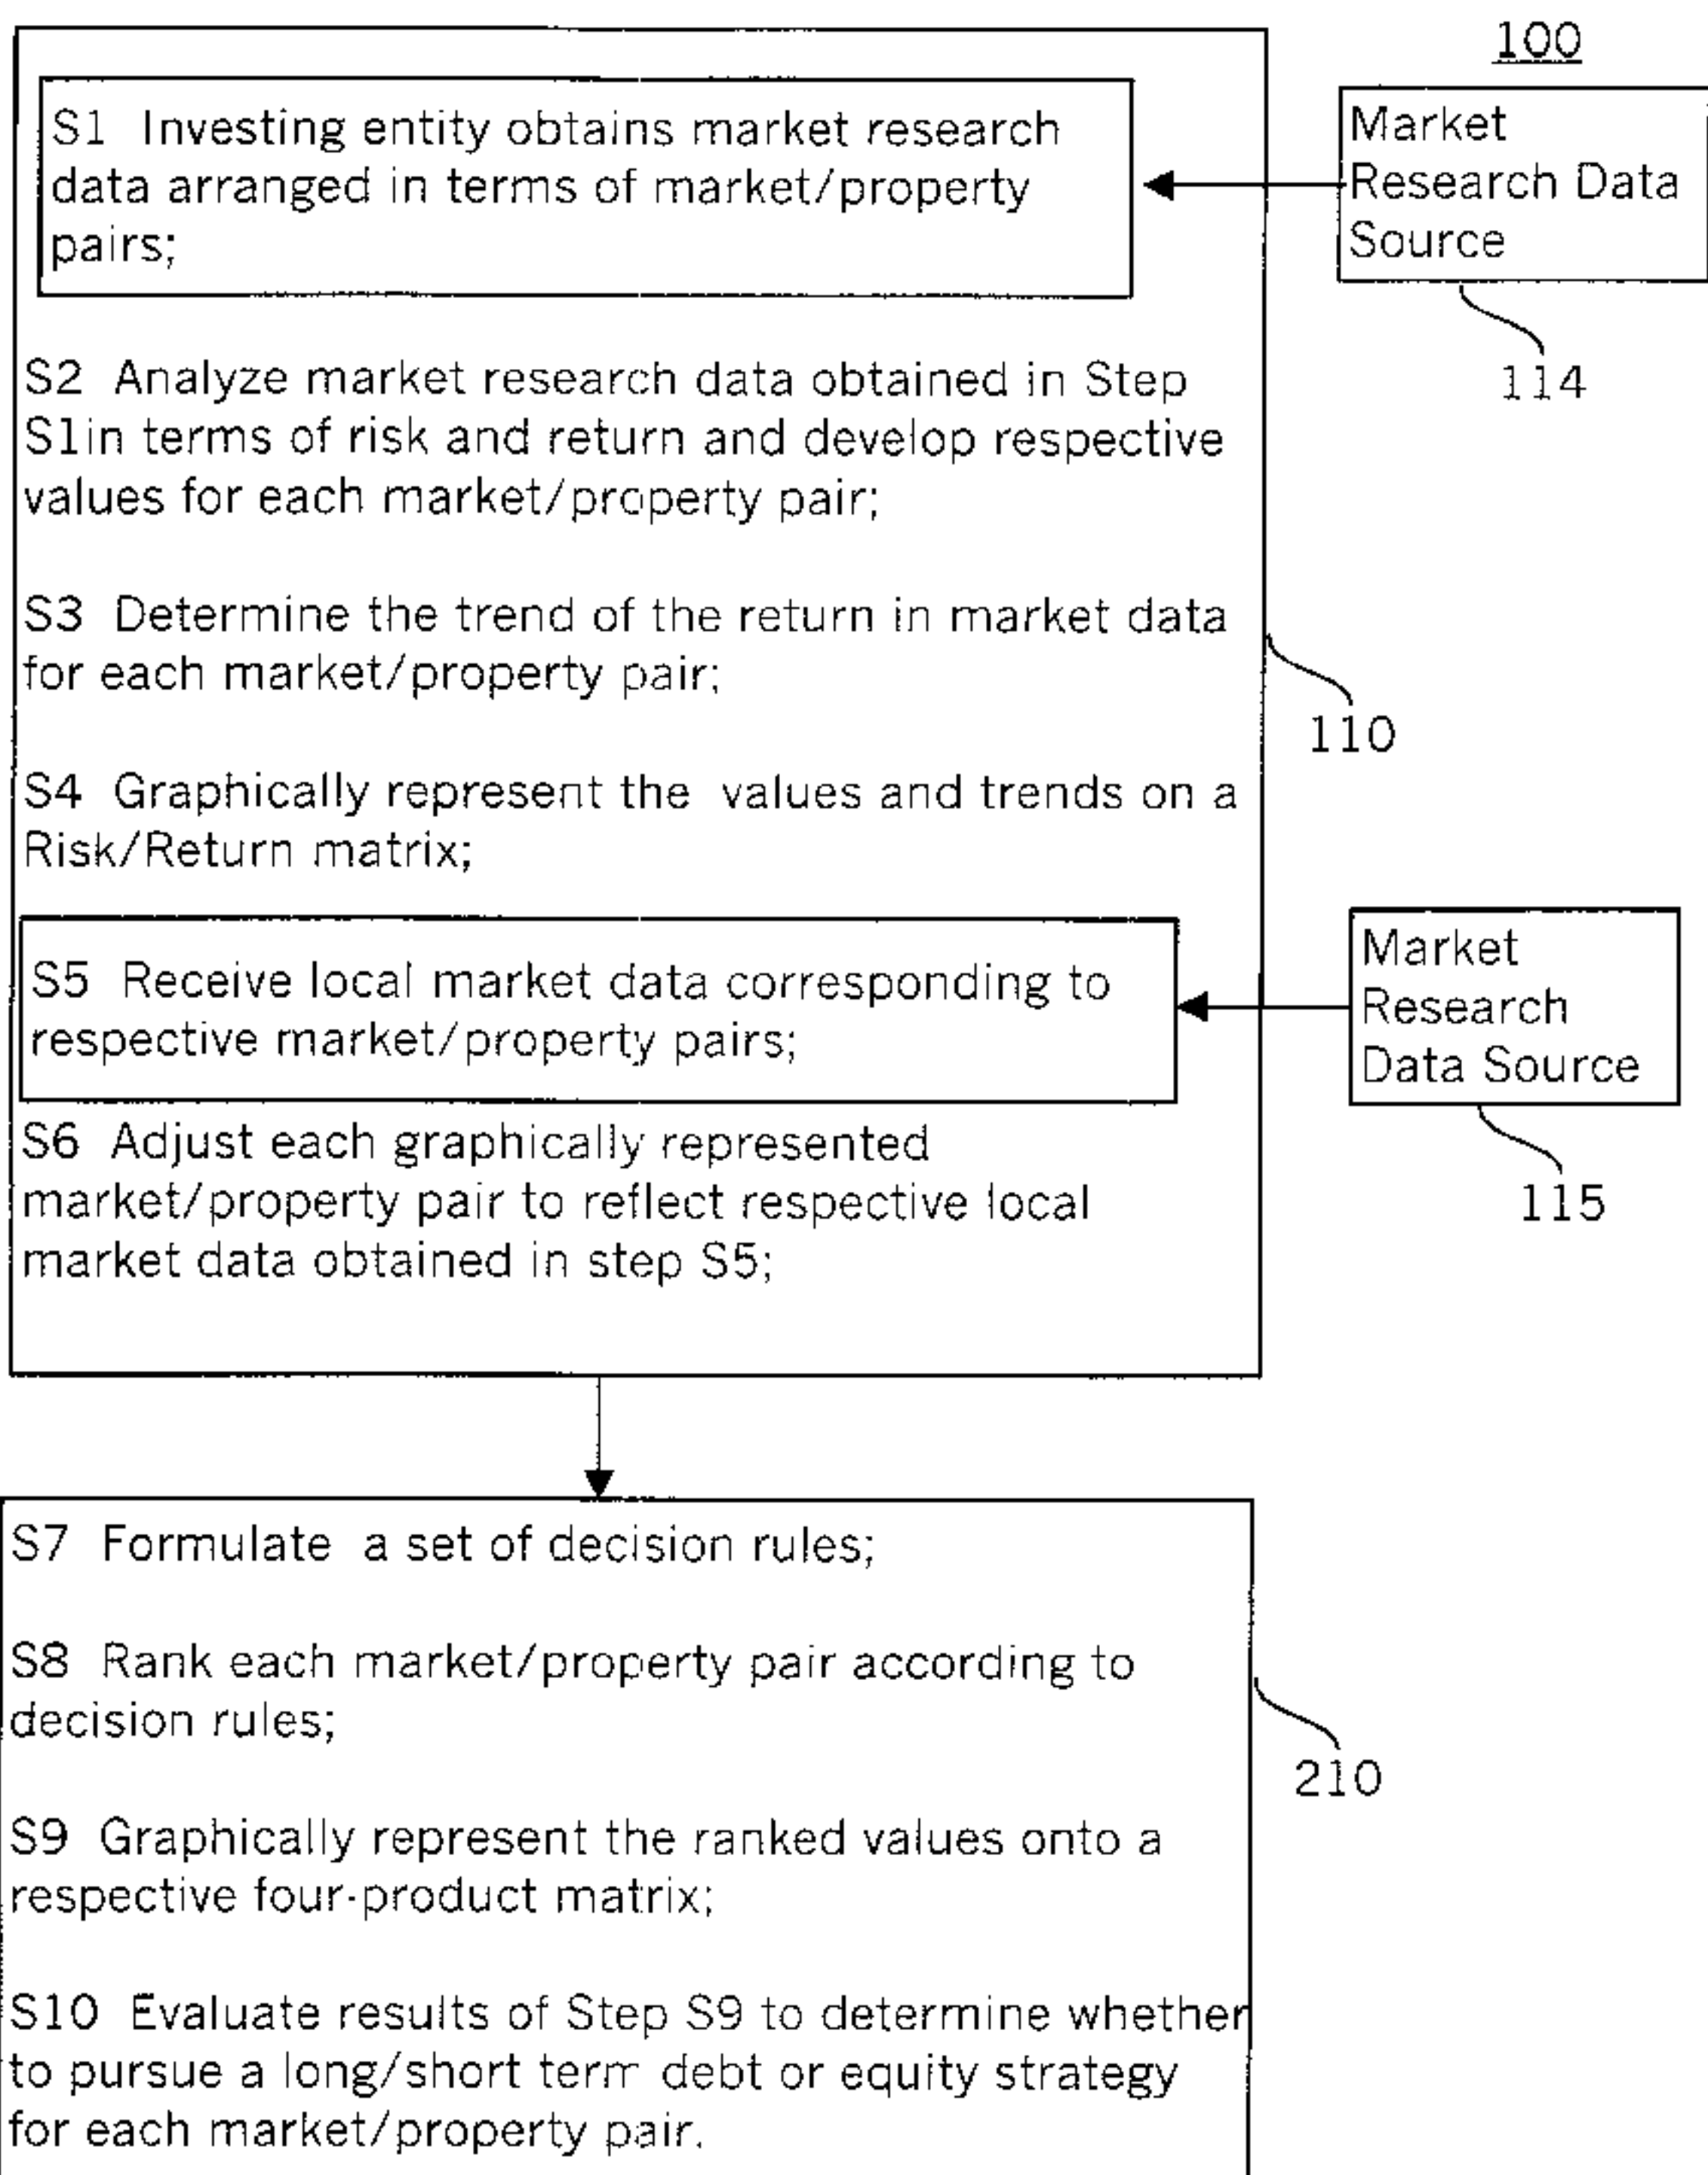 100
S1 Investing entity obtains market research
data arranged in terms of market/property
pairs;
Market
Research Data
Source
114
S2 Analyze market research data obtained in Step
S1in terms of risk and return and develop respective
values for each market/property pair;
S3 Determine the trend of the return in market data
for each market/property pair;
110
S4 Graphically represent the values and trends on a
Risk/Return matrix;
S5 Receive local market data corresponding to
respective market/property pairs;
Market
Research
Data Source
115
S6 Adjust each graphically represented
market/property pair to reflect respective local
market data obtained in step S5;
S7 Formulate a set of decision rules;
S8 Rank each market/property pair according to
decision rules;
210
S9 Graphically represent the ranked values onto a
respective four-product matrix;
S10 Evaluate results of Step S9 to determine whether
to pursue a long/short term debt or equity strategy
for each market/property pair.